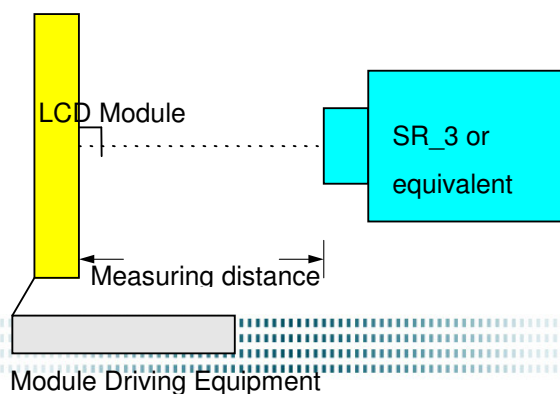 LCD Module
SR_3 or
equivalent
Measuring distance
Module Driving Equipment